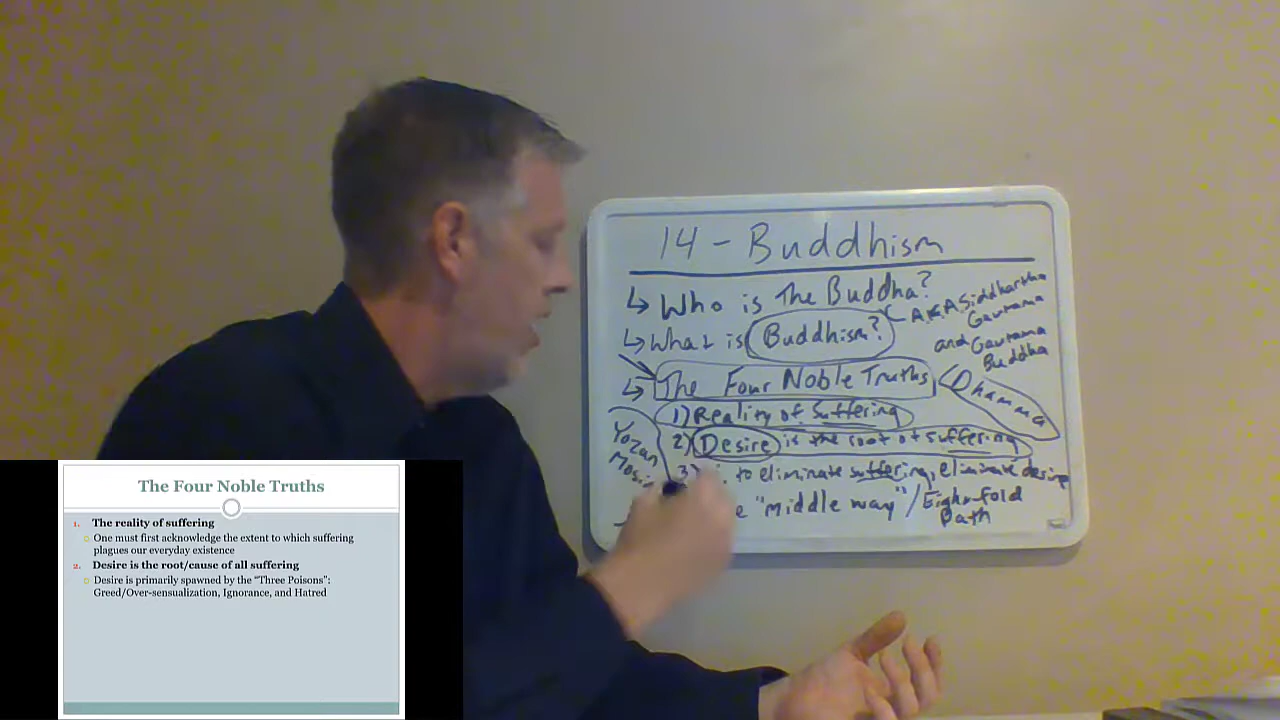 14 - Buddhism
↳ Who is The Buddha?
AKA Siddhartha
Gautama
and Gautama
Buddha
↳ What is Buddhism?
↳ The Four Noble Truths
Dhamma
1) Reality of Suffering
2) Desire is the root of suffering
3) to eliminate suffering, eliminate desire
"middle way" / Eight-fold
Path
Yozan
The Four Noble Truths
1. The reality of suffering
One must first acknowledge the extent to which suffering
plagues our everyday existence
2. Desire is the root/cause of all suffering
Desire is primarily spawned by the "Three Poisons":
Greed/Over-sensualization, Ignorance, and Hatred